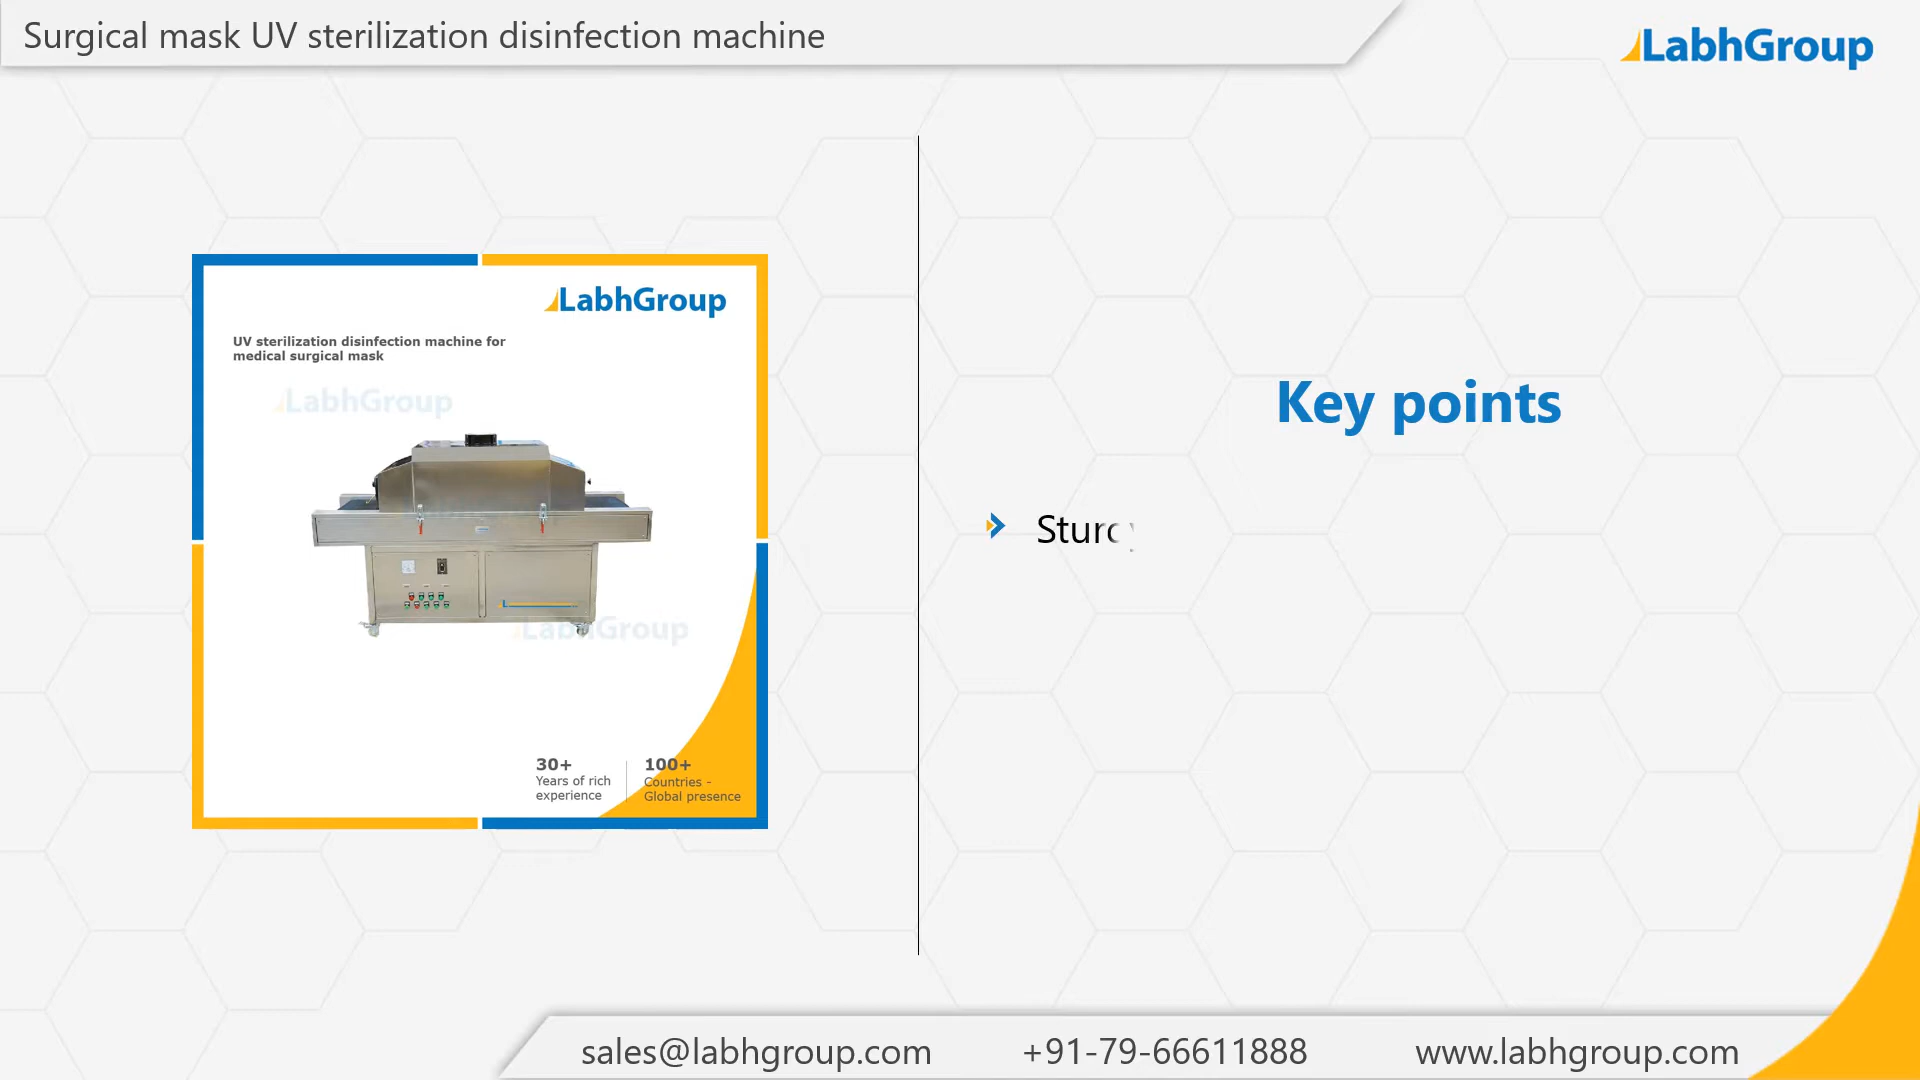 Surgical mask UV sterilization disinfection machine
LabhGroup
LabhGroup
UV sterilization disinfection machine for
medical surgical mask
LabhGroup
LabhGroup
30+
Years of rich
experience
100+
Countries -
Global presence
Key points
sales@labhgroup.com
+91-79-66611888
www.labhgroup.com